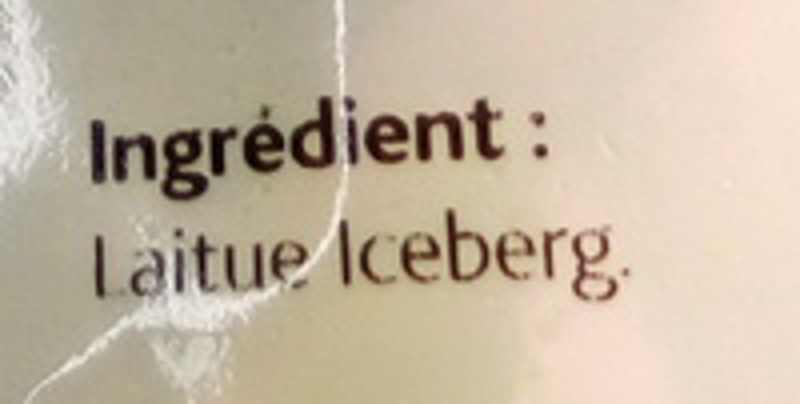 Ingrédient :
Laitue Iceberg.